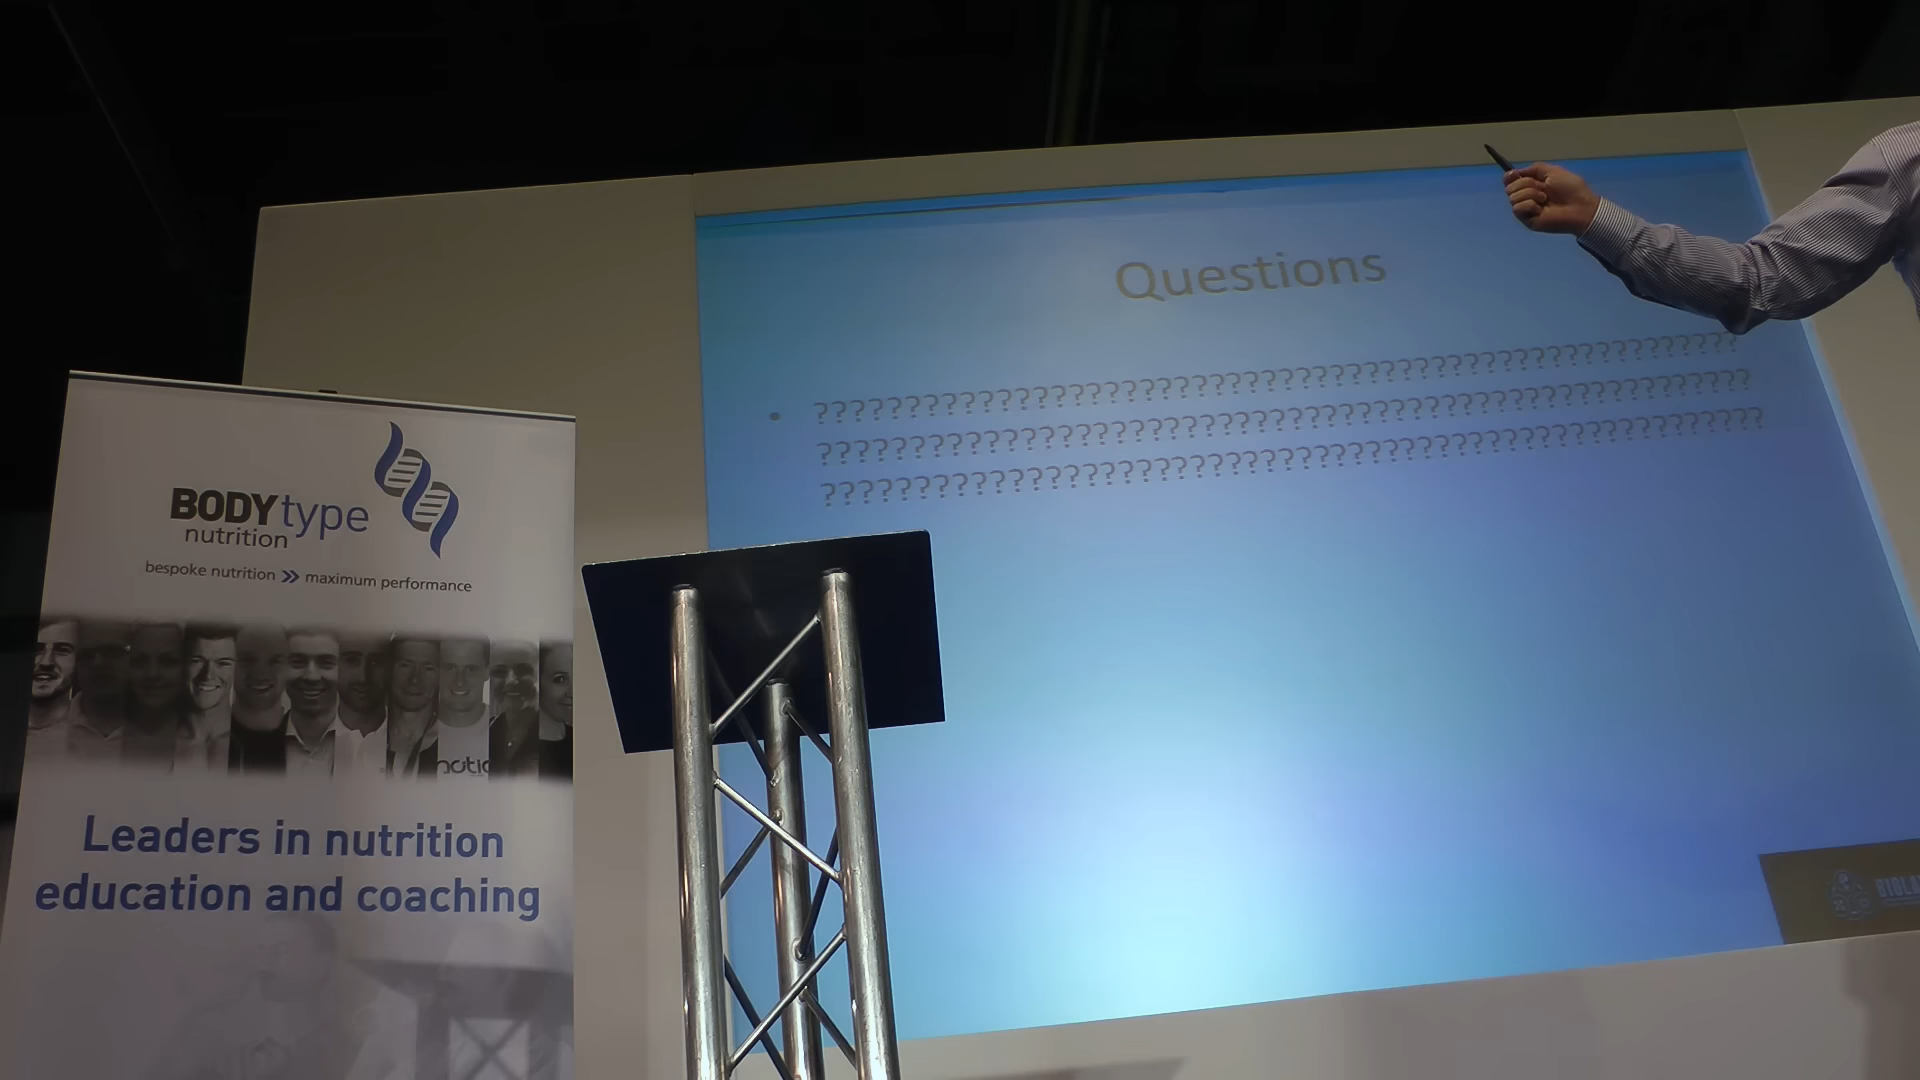 BODYtype
nutrition
bespoke nutrition >> maximum performance
Leaders in nutrition
education and coaching
Questions
• ???????????????????????????????????????????????????
???????????????????????????????????????????????????
???????????????????????????????????????????????????